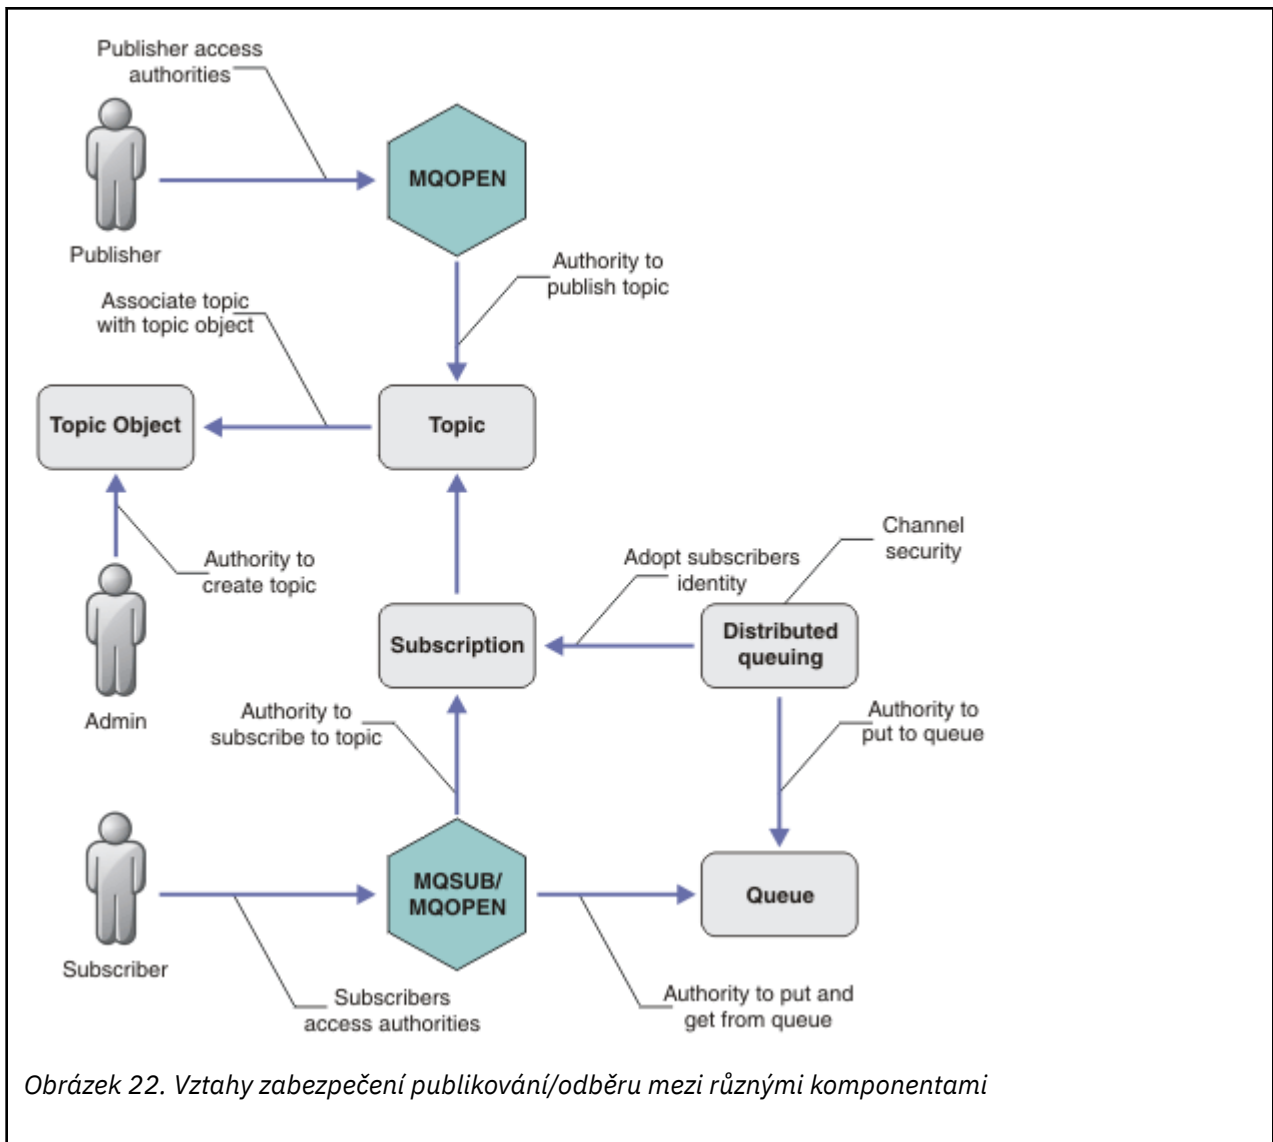 Publisher access
authorities
MQOPEN
Publisher
Authority to
publish topic
Associate topic
with topic object
Topic Object
Topic
Authority to
create topic
Admin
Channel
security
Adopt subscribers
identity
Subscription
Distributed
queuing
Authority to
subscribe to topic
Authority to
put to queue
MQSUB/
MQOPEN
Queue
Subscriber
Subscribers
access authorities
Authority to put and
get from queue
Obrázek 22. Vztahy zabezpečení publikování/odběru mezi různými komponentami